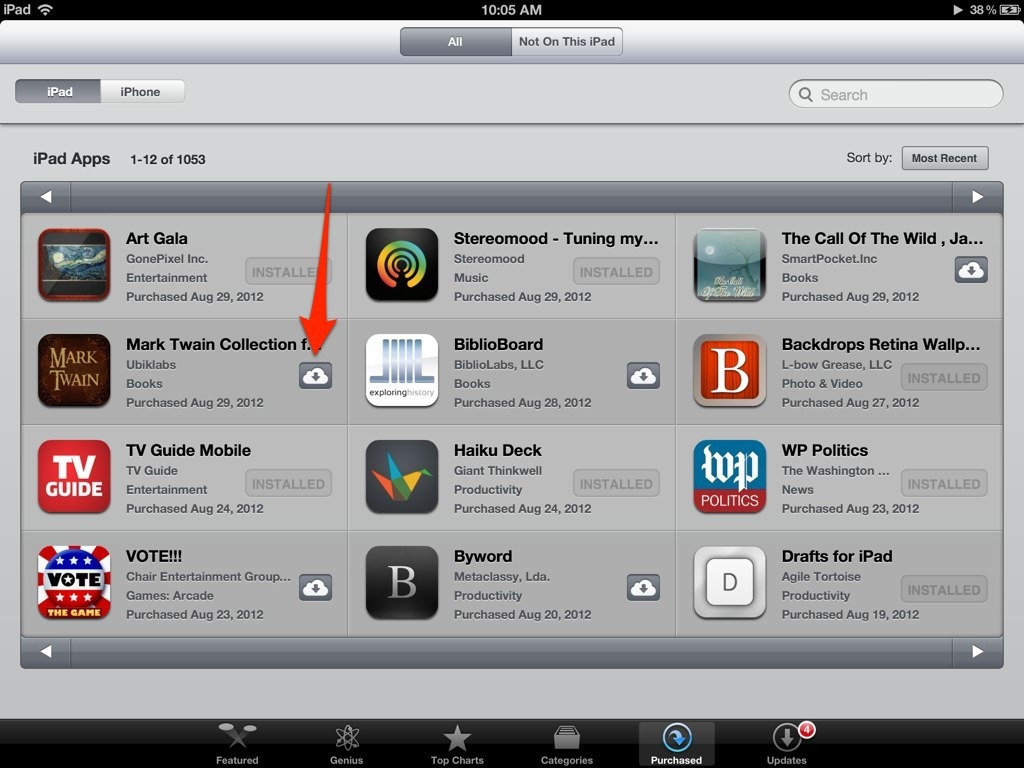 iPad 10:05 AM 38%
All Not On This iPad
iPad iPhone Search
iPad Apps 1-12 of 1053 Sort by: Most Recent
Art Gala
GonePixel Inc.
Entertainment
Purchased Aug 29, 2012
INSTALLED
Stereomood - Tuning my...
Stereomood
Music
Purchased Aug 29, 2012
INSTALLED
The Call Of The Wild
The Call Of The Wild , Ja...
SmartPocket.Inc
Books
Purchased Aug 29, 2012
MARK
TWAIN
Mark Twain Collection f...
Ubiklabs
Books
Purchased Aug 29, 2012
exploringhistory
BiblioBoard
BiblioLabs, LLC
Books
Purchased Aug 28, 2012
B
Backdrops Retina Wallp...
L-bow Grease, LLC
Photo & Video
Purchased Aug 27, 2012
INSTALLED
TV
GUIDE
TV Guide Mobile
TV Guide
Entertainment
Purchased Aug 24, 2012
INSTALLED
Haiku Deck
Giant Thinkwell
Productivity
Purchased Aug 24, 2012
INSTALLED
wp
POLITICS
WP Politics
The Washington ...
News
Purchased Aug 23, 2012
INSTALLED
VOTE
THE GAME
VOTE!!!
Chair Entertainment Group...
Games: Arcade
Purchased Aug 23, 2012
B
Byword
Metaclassy, Lda.
Productivity
Purchased Aug 20, 2012
D
Drafts for iPad
Agile Tortoise
Productivity
Purchased Aug 19, 2012
INSTALLED
4
Featured Genius Top Charts Categories Purchased Updates